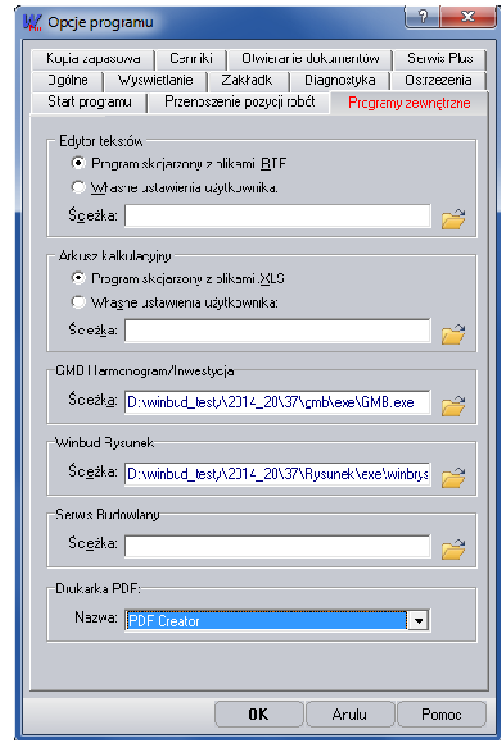 Opcje programu
Kopia zapasowa Cenniki Otwieranie dokumentów Serwis Plus
Ogólne Wyświetlanie Zakładki Diagnostyka Ostrzeżenia
Start programu Przenoszenie pozycji robót Programy zewnętrzne
Edytor tekstów
Program skojarzony z plikami .RTF
Własne ustawienia użytkownika:
Ścieżka:
Arkusz kalkulacyjny
Program skojarzony z plikami .XLS
Własne ustawienia użytkownika:
Ścieżka:
GMB Harmonogram/Inwestycja
Ścieżka: D:\winbud_testy\2014_20\37\gmb\exe\GMB.exe
Winbud Rysunek
Ścieżka: D:\winbud_testy\2014_20\37\Rysunek\exe\winbrys
Serwis Budowlany
Ścieżka:
Drukarka PDF:
Nazwa: PDF Creator
OK Anuluj Pomoc